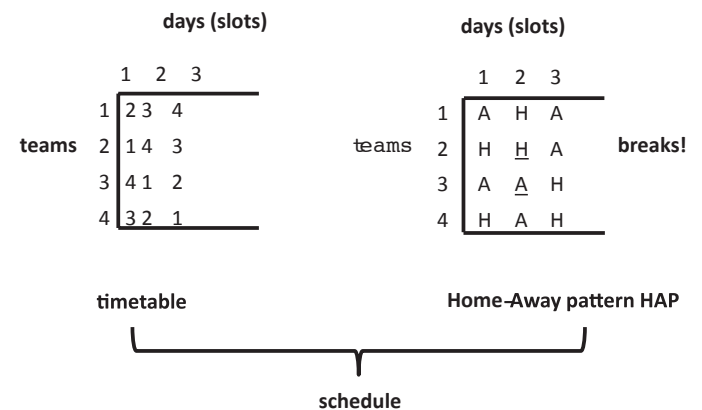 days (slots)
1 2 3
1 2 3 4
teams 2 1 4 3
3 4 1 2
4 3 2 1
timetable
days (slots)
1 2 3
1 A H A
teams 2 H H A breaks!
3 A A H
4 H A H
Home-Away pattern HAP
schedule